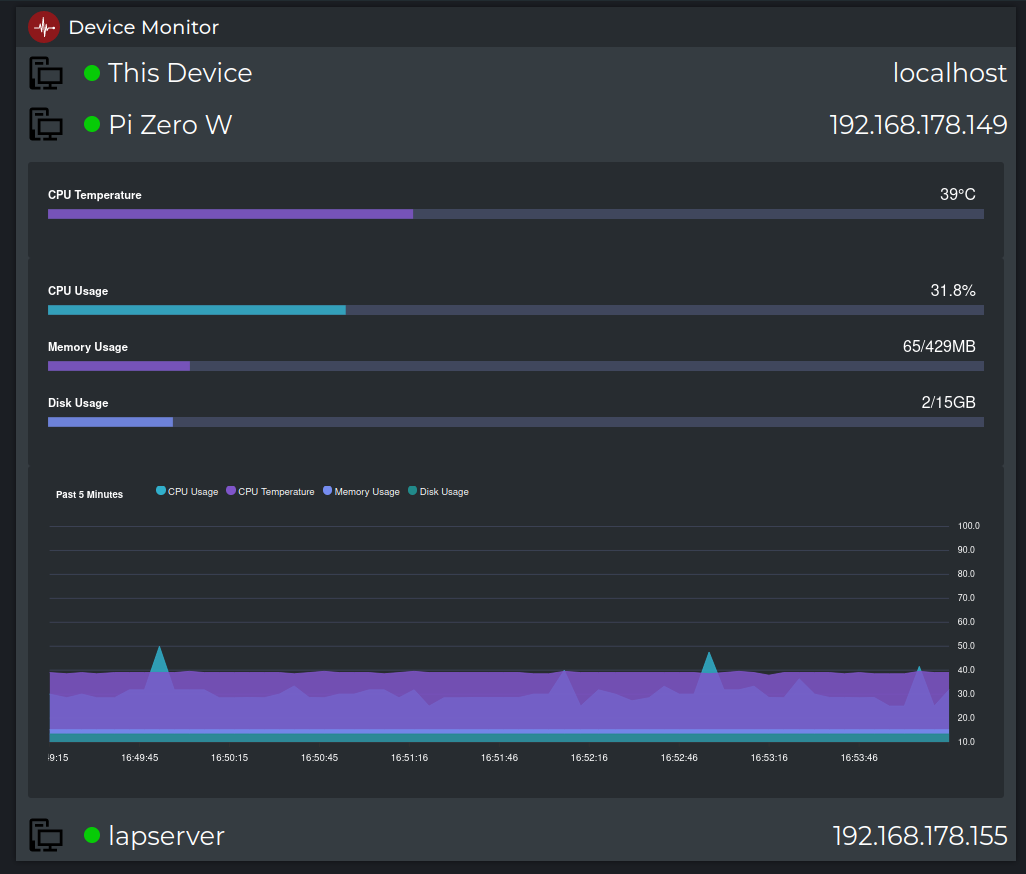 Device Monitor
This Device localhost
Pi Zero W 192.168.178.149
CPU Temperature 39°C
CPU Usage 31.8%
Memory Usage 65/429MB
Disk Usage 2/15GB
Past 5 Minutes CPU Usage CPU Temperature Memory Usage Disk Usage
100.0
90.0
80.0
70.0
60.0
50.0
40.0
30.0
20.0
10.0
9:15 16:49:45 16:50:15 16:50:45 16:51:16 16:51:46 16:52:16 16:52:46 16:53:16 16:53:46
lapserver 192.168.178.155